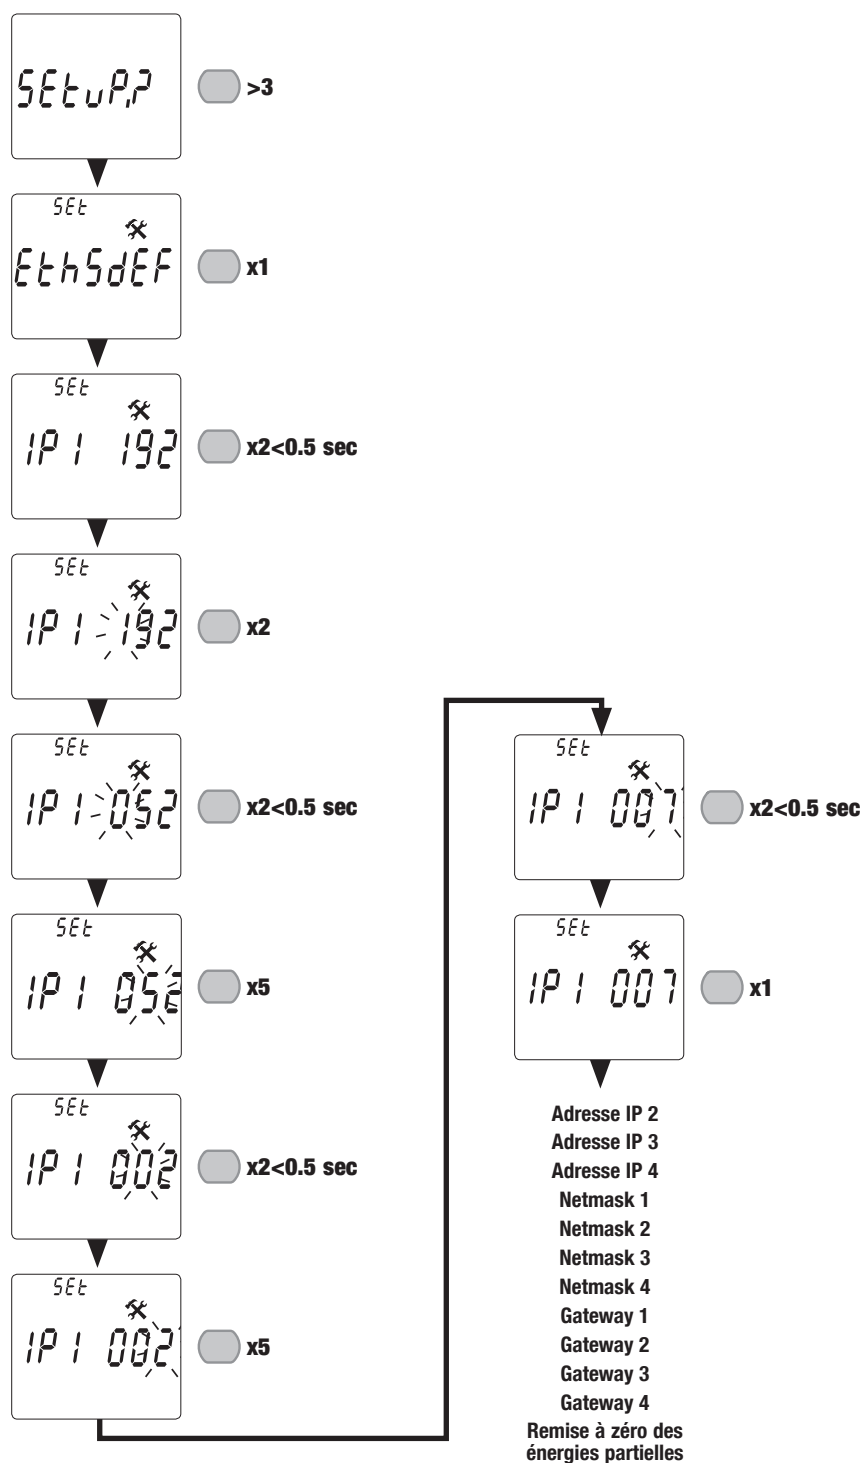 SEtuP,?
>3
SEt
EthSdEF
x1
SEt
IP1 192
x2<0.5 sec
SEt
IP1 192
x2
SEt
IP1 052
x2<0.5 sec
SEt
IP1 052
x5
SEt
IP1 002
x2<0.5 sec
SEt
IP1 002
x5
SEt
IP1 007
x2<0.5 sec
SEt
IP1 007
x1
Adresse IP 2
Adresse IP 3
Adresse IP 4
Netmask 1
Netmask 2
Netmask 3
Netmask 4
Gateway 1
Gateway 2
Gateway 3
Gateway 4
Remise à zéro des
énergies partielles